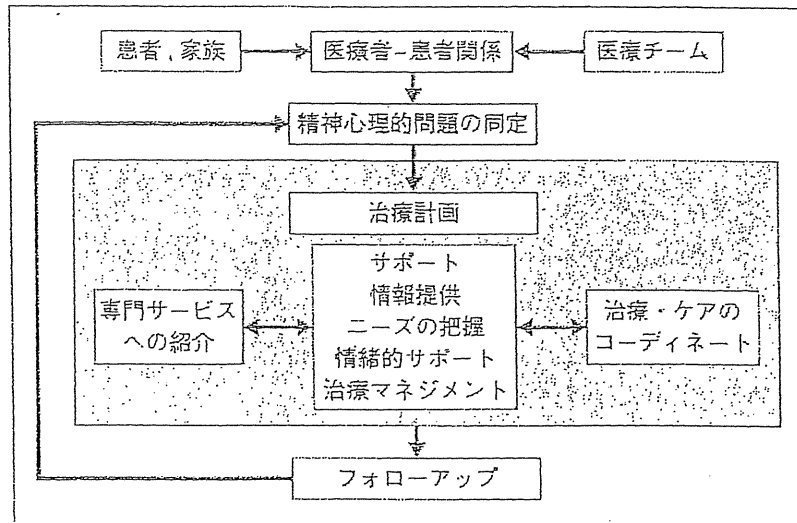 患者，家族
医療者－患者関係
医療チーム
精神心理的問題の同定
治療計画
サポート
情報提供
ニーズの把握
情緒的サポート
治療マネジメント
専門サービス
への紹介
治療・ケアの
コーディネート
フォローアップ